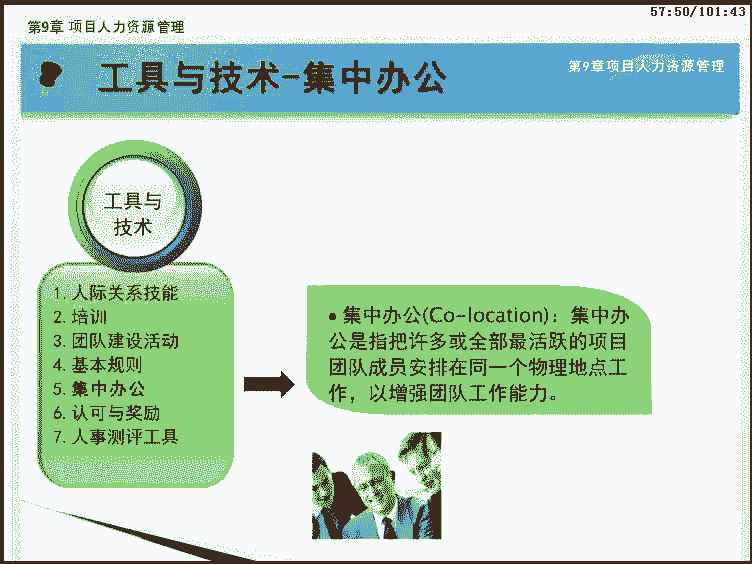 57:50/101:43
第9章 项目人力资源管理
工具与技术-集中办公
第9章项目人力资源管理
工具与
技术
1. 人际关系技能
2. 培训
3. 团队建设活动
4. 基本规则
5. 集中办公
6. 认可与奖励
7. 人事测评工具
• 集中办公(Co-location)：集中办
公是指把许多或全部最活跃的项目
团队成员安排在同一个物理地点工
作，以增强团队工作能力。